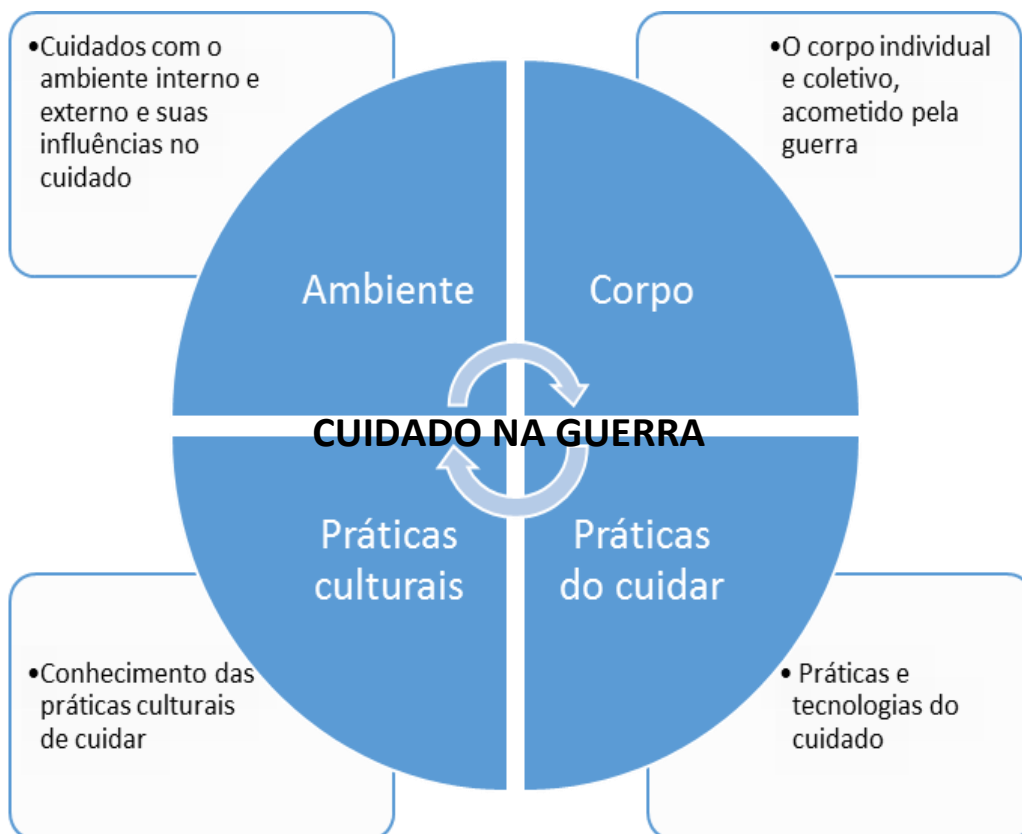 •Cuidados com o
ambiente interno e
externo e suas
influências no
cuidado
•O corpo individual
e coletivo,
acometido pela
guerra
Ambiente
Corpo
CUIDADO NA GUERRA
Práticas
culturais
Práticas
do cuidar
•Conhecimento das
práticas culturais
de cuidar
• Práticas e
tecnologias do
cuidado